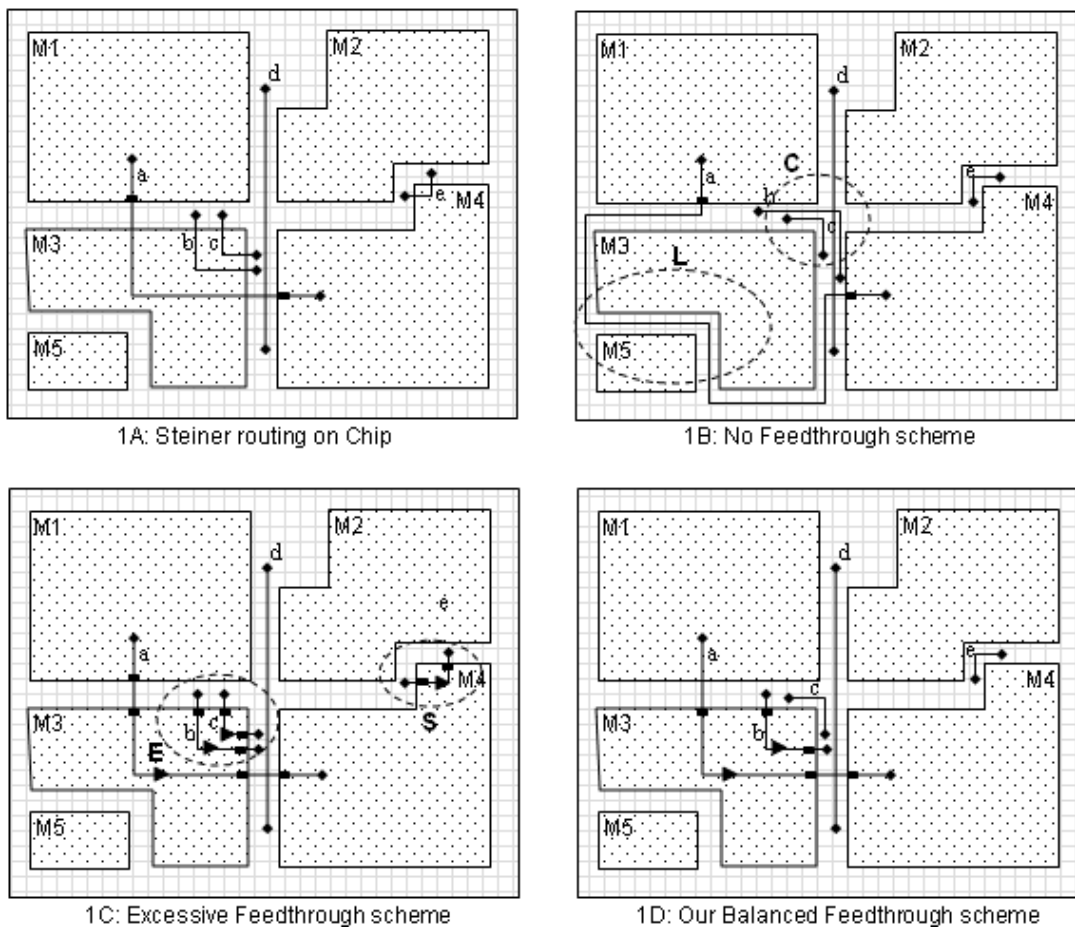 M1
M2
d
a
e
M4
M3
b
c
M5
1A: Steiner routing on Chip
M1
M2
d
C
a
e
b
M4
c
M3
L
M5
1B: No Feedthrough scheme
M1
M2
d
e
a
M4
S
M3
c
b
E
M5
1C: Excessive Feedthrough scheme
M1
M2
d
a
e
M4
c
M3
b
M5
1D: Our Balanced Feedthrough scheme